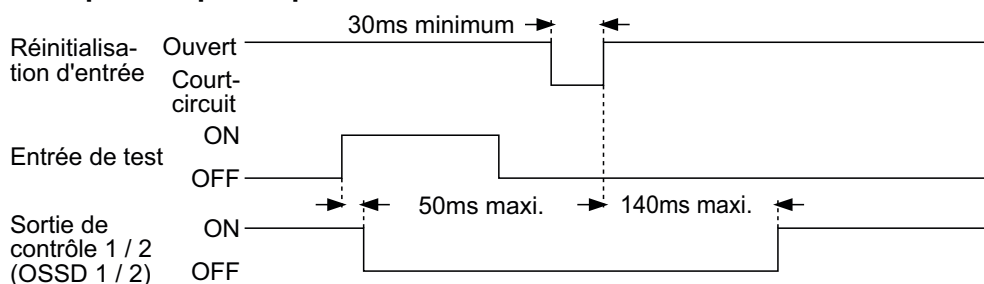 30ms minimum
Réinitialisa-
tion d'entrée
Ouvert
Court-
circuit
Entrée de test
ON
OFF
50ms maxi.
140ms maxi.
Sortie de
contrôle 1 / 2
(OSSD 1 / 2)
ON
OFF